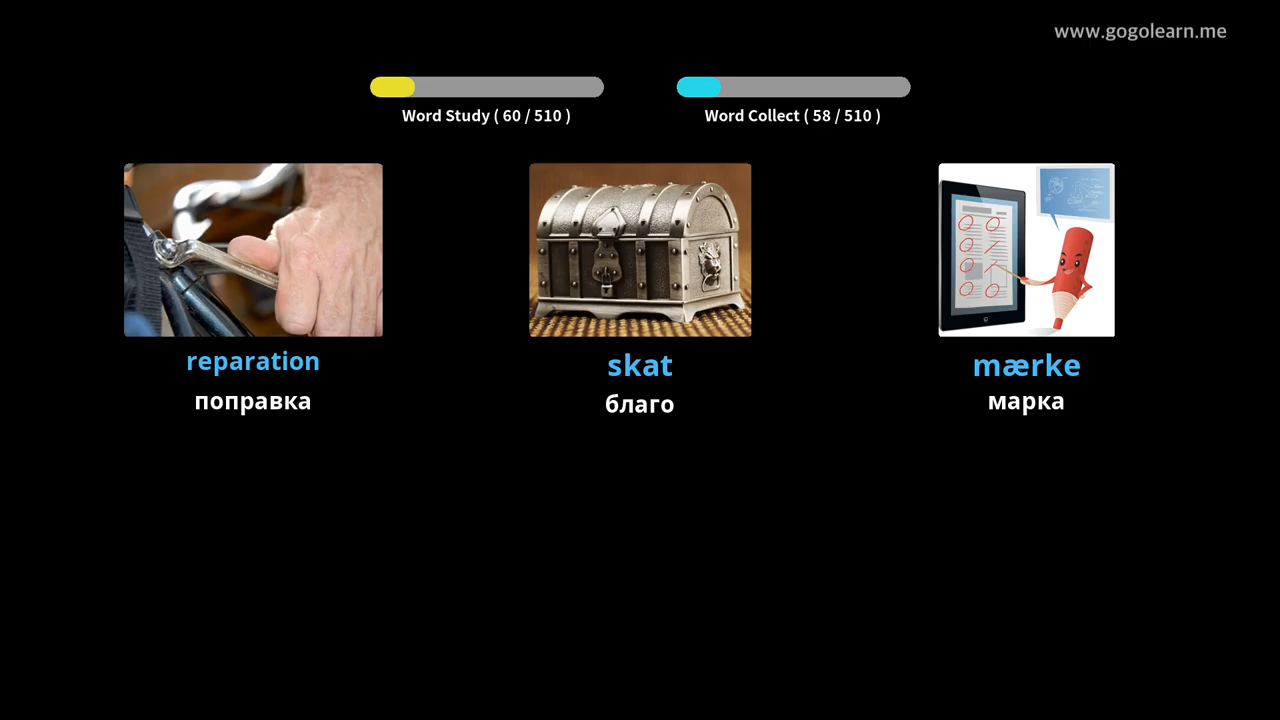 www.gogolearn.me
Word Study ( 60 / 510 )
Word Collect ( 58 / 510 )
reparation
поправка
skat
благо
mærke
марка